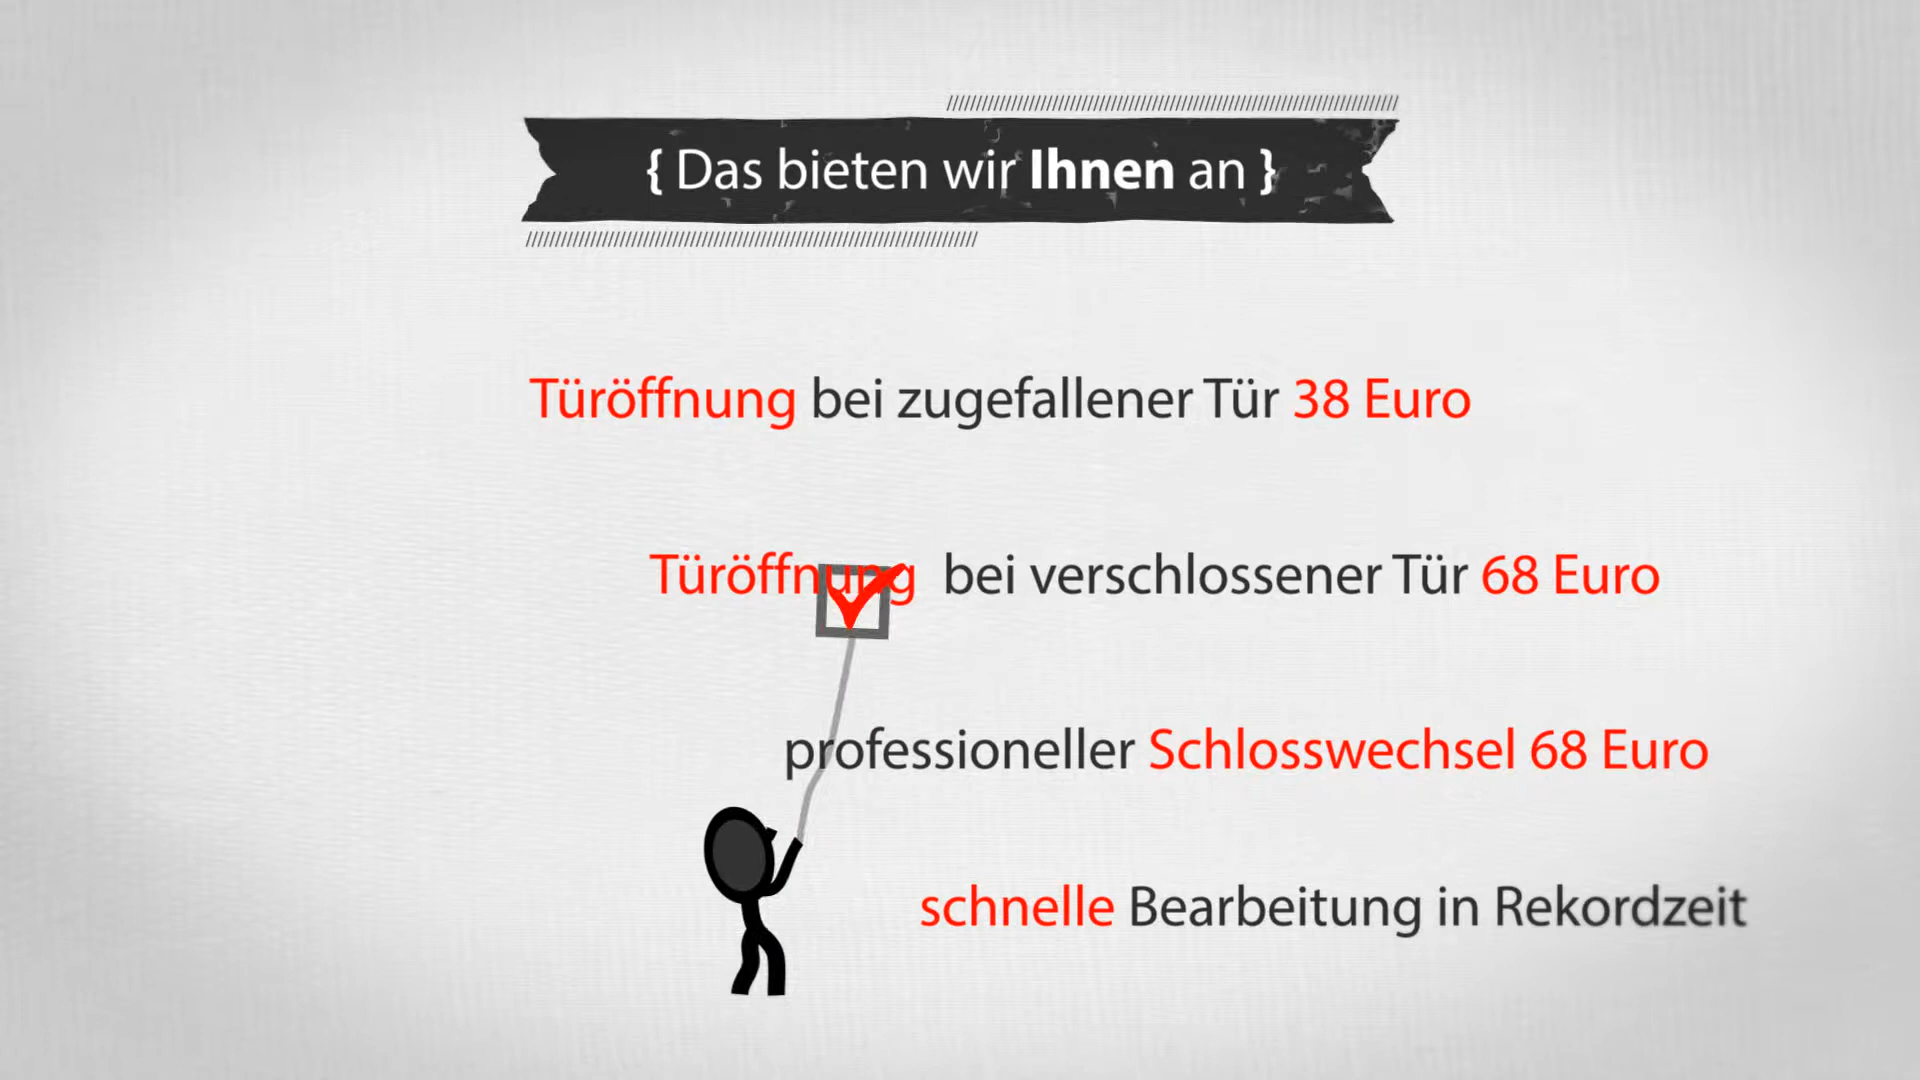 { Das bieten wir Ihnen an }
Türöffnung bei zugefallener Tür 38 Euro
Türöffnung bei verschlossener Tür 68 Euro
professioneller Schlosswechsel 68 Euro
schnelle Bearbeitung in Rekordzeit